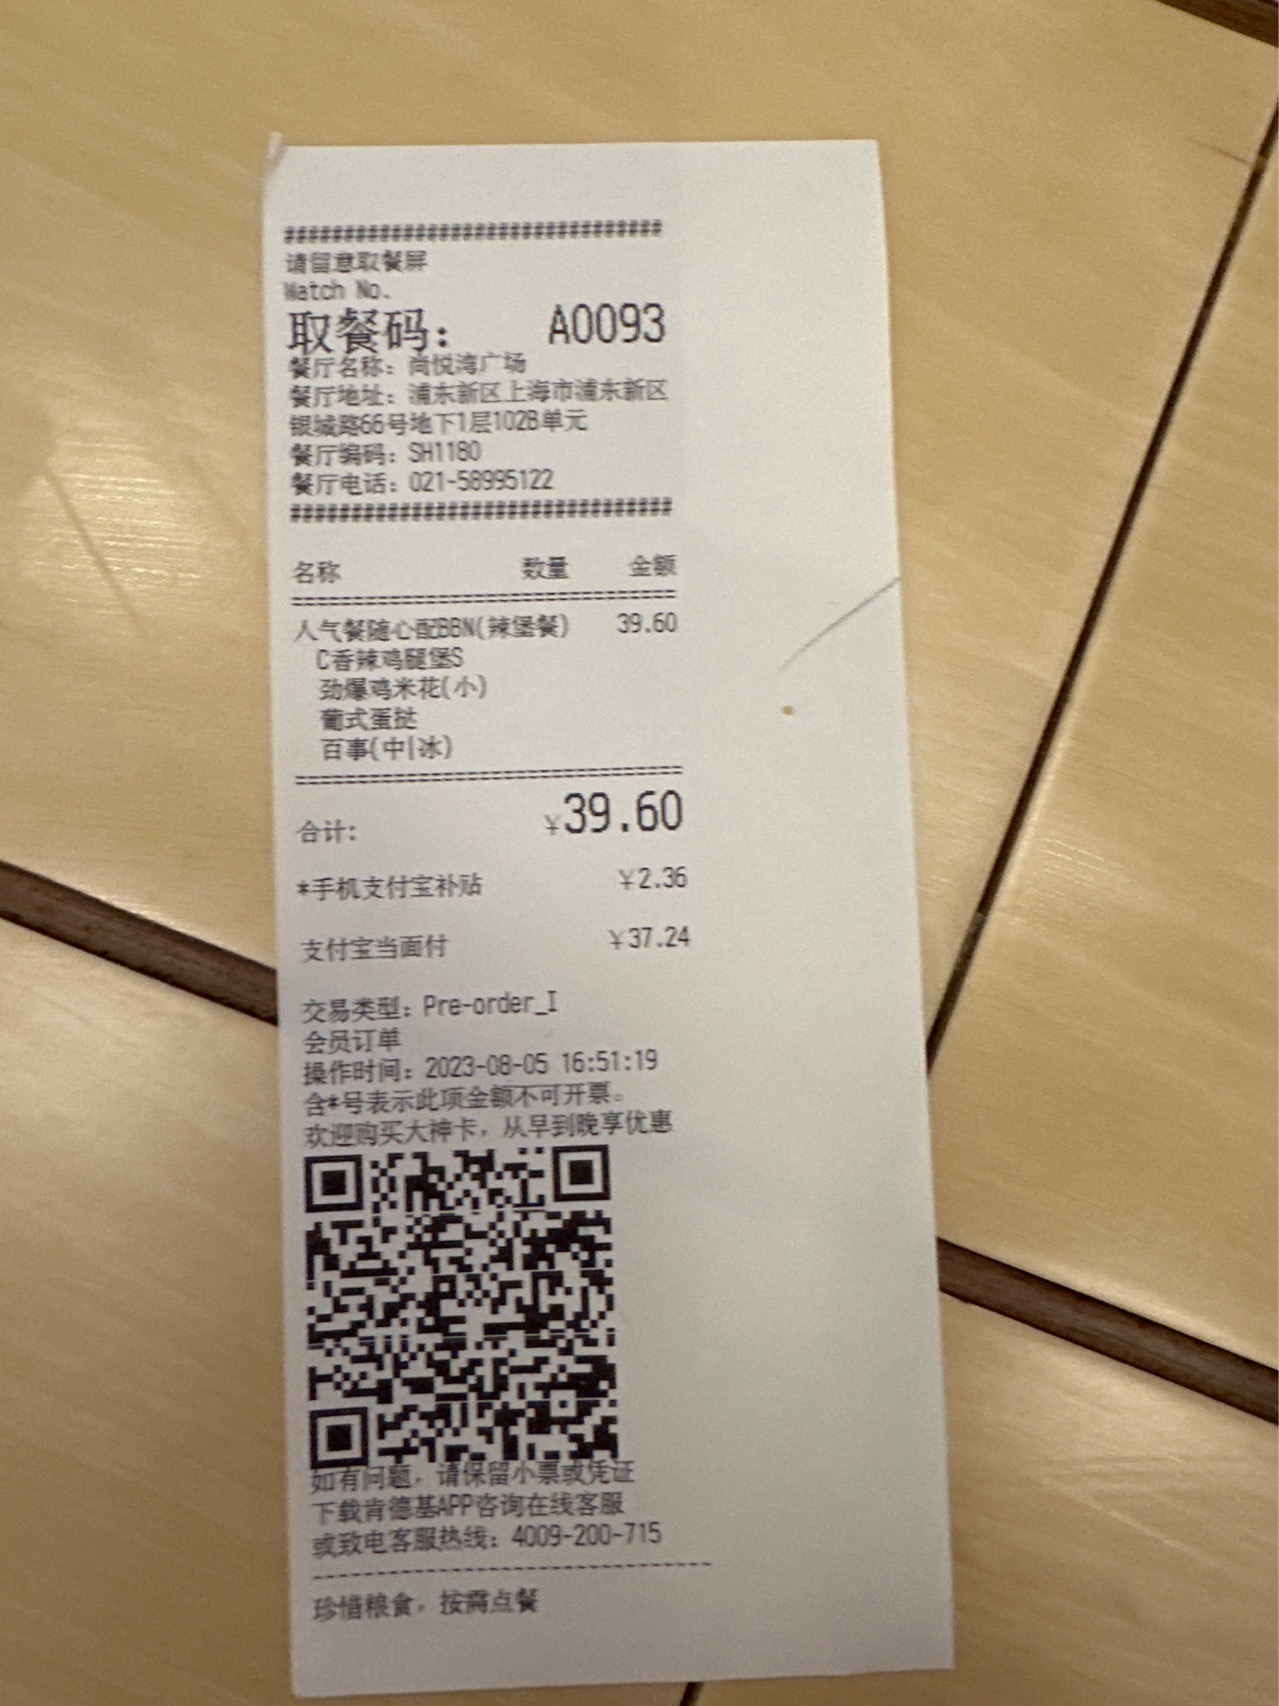 ################################
请留意取餐屏
Watch No.
取餐码: A0093
餐厅名称: 尚悦湾广场
餐厅地址: 浦东新区上海市浦东新区
银城路66号地下1层102B单元
餐厅编码: SH1180
餐厅电话: 021-58995122
################################
名称 数量 金额
================================
人气餐随心配BBN(辣堡餐) 39.60
C香辣鸡腿堡S
劲爆鸡米花(小)
葡式蛋挞
百事(中|冰)
================================
合计: ¥39.60
*手机支付宝补贴 ¥2.36
支付宝当面付 ¥37.24
交易类型: Pre-order_I
会员订单
操作时间: 2023-08-05 16:51:19
含*号表示此项金额不可开票。
欢迎购买大神卡，从早到晚享优惠
如有问题，请保留小票或凭证
下载肯德基APP咨询在线客服
或致电客服热线: 4009-200-715
---------------------------------
珍惜粮食，按需点餐